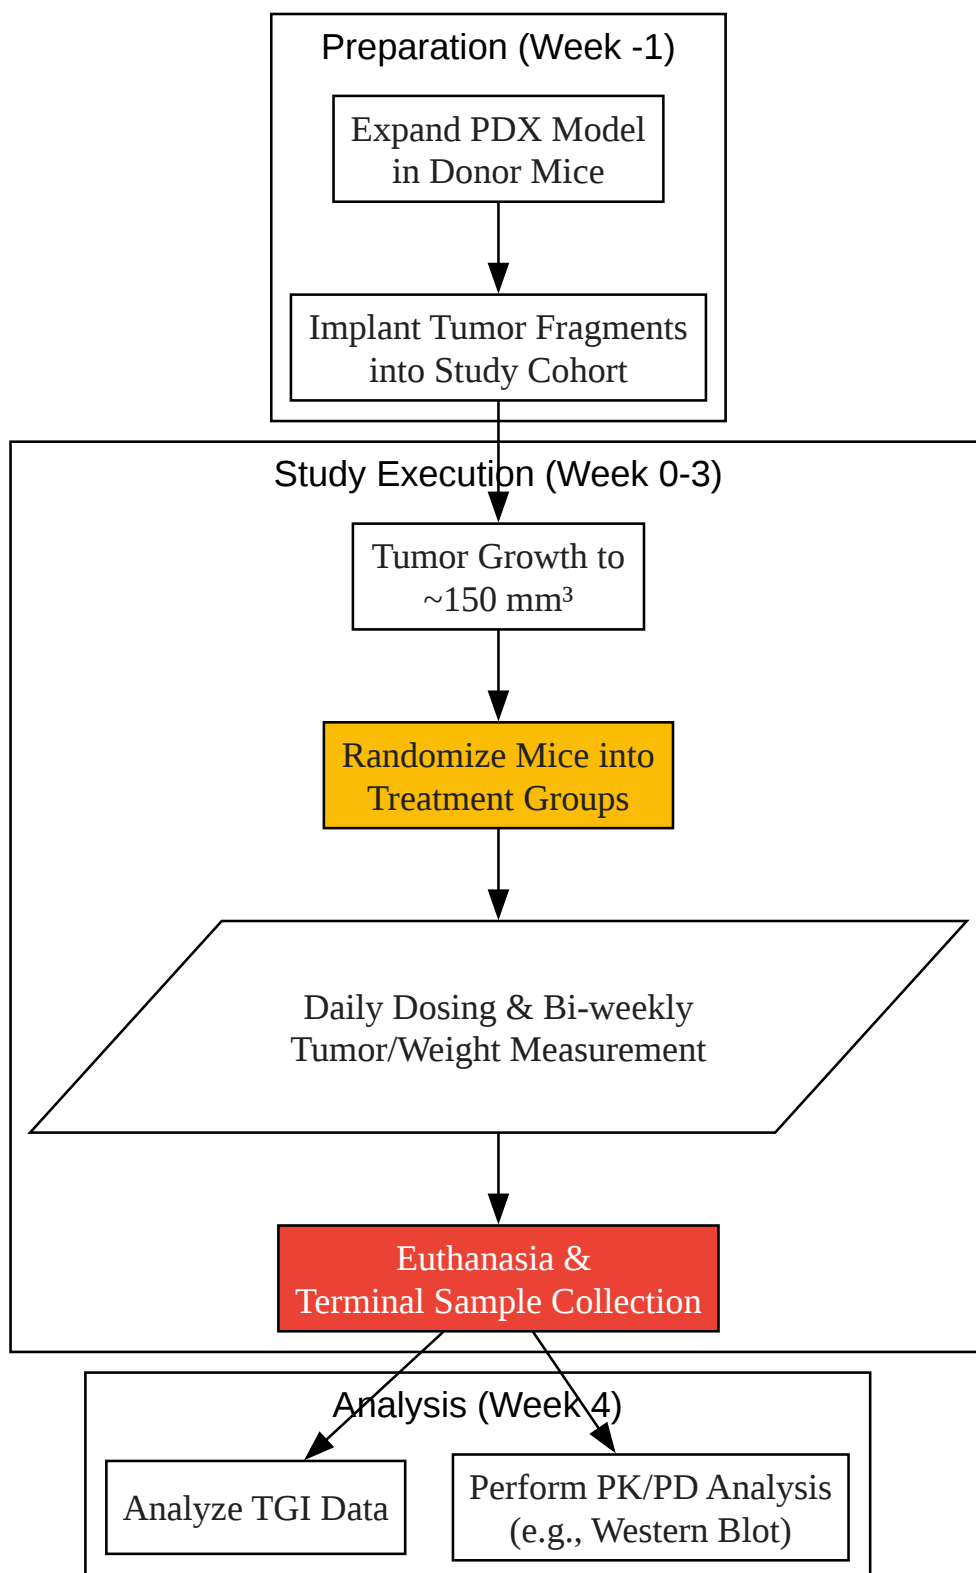 Preparation (Week -1)
Expand PDX Model
in Donor Mice
Implant Tumor Fragments
into Study Cohort
Study Execution (Week 0-3)
Tumor Growth to
~150 mm³
Randomize Mice into
Treatment Groups
Daily Dosing & Bi-weekly
Tumor/Weight Measurement
Euthanasia &
Terminal Sample Collection
Analysis (Week 4)
Analyze TGI Data
Perform PK/PD Analysis
(e.g., Western Blot)